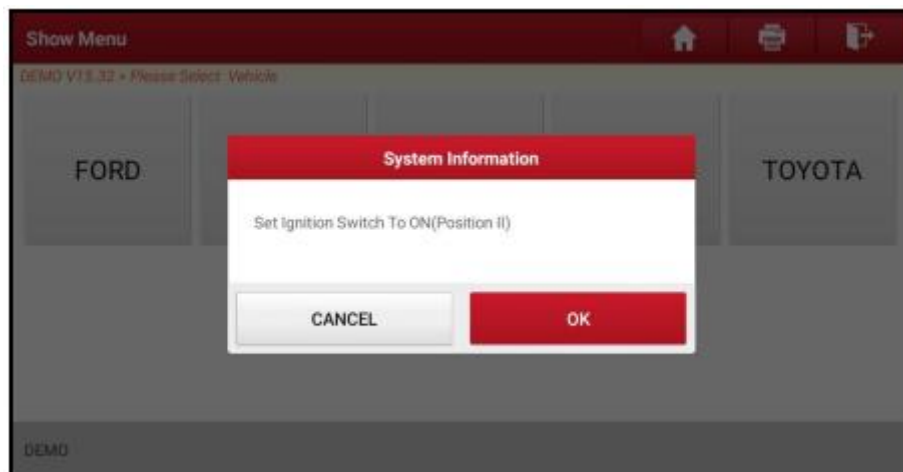 Show Menu
DEMO V15.32 > Please Select Vehicle
FORD
TOYOTA
System Information
Set Ignition Switch To ON(Position II)
CANCEL
OK
DEMO